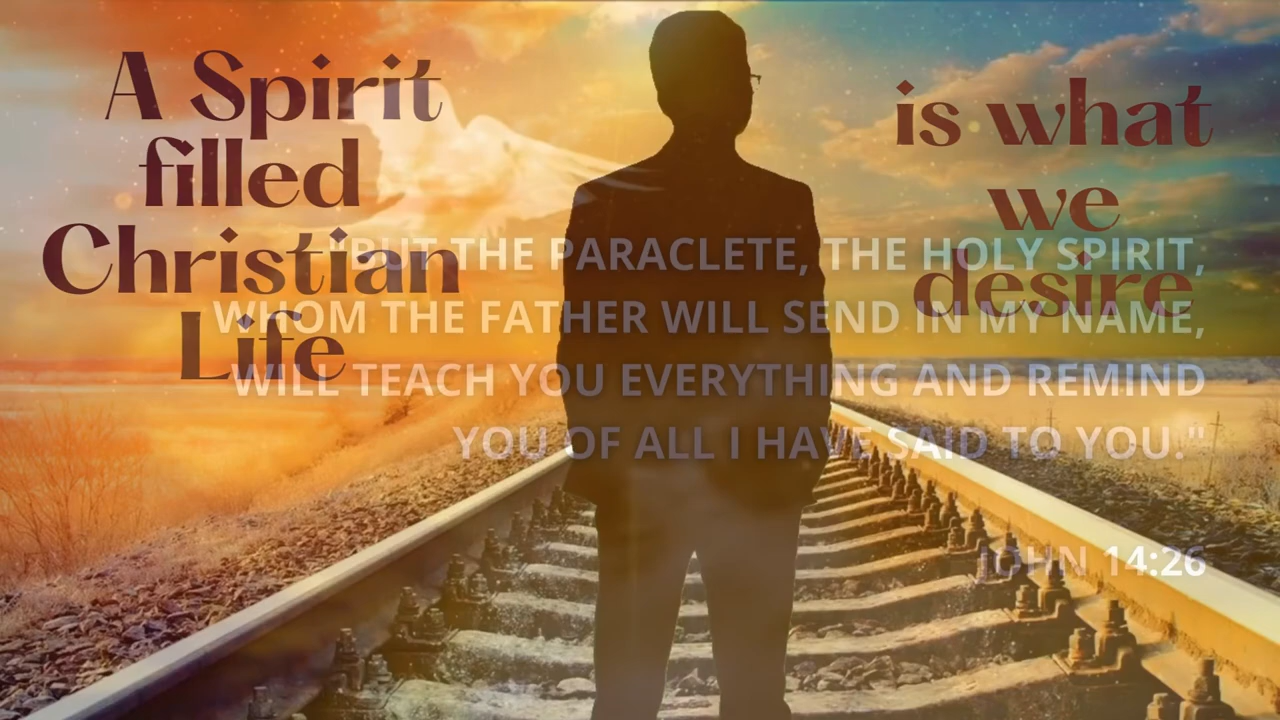 A Spirit
filled
Christian
Life
is what
we
desire
"BUT THE PARACLETE, THE HOLY SPIRIT,
WHOM THE FATHER WILL SEND IN MY NAME,
WILL TEACH YOU EVERYTHING AND REMIND
YOU OF ALL I HAVE SAID TO YOU."
JOHN 14:26